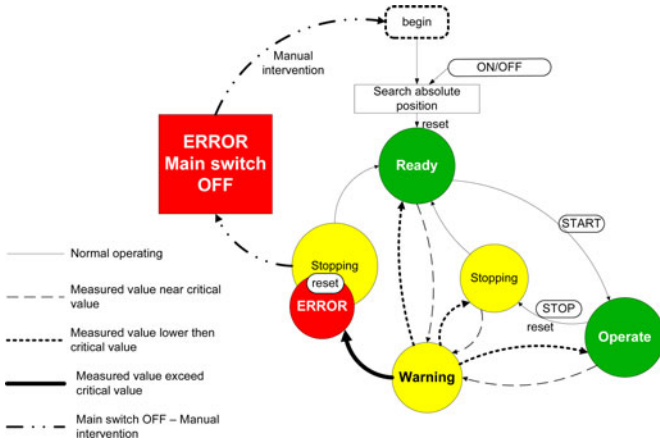 begin
Manual
intervention
ON/OFF
Search absolute
position
reset
ERROR
Main switch
OFF
Ready
START
Normal operating
Stopping
reset
ERROR
Stopping
STOP
reset
Operate
Measured value near critical
value
Measured value lower then
critical value
Warning
Measured value exceed
critical value
Main switch OFF – Manual
intervention